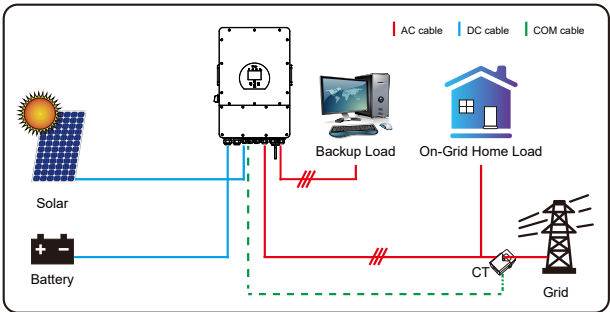 AC cable
DC cable
COM cable
Backup Load
On-Grid Home Load
Solar
Battery
CT
Grid